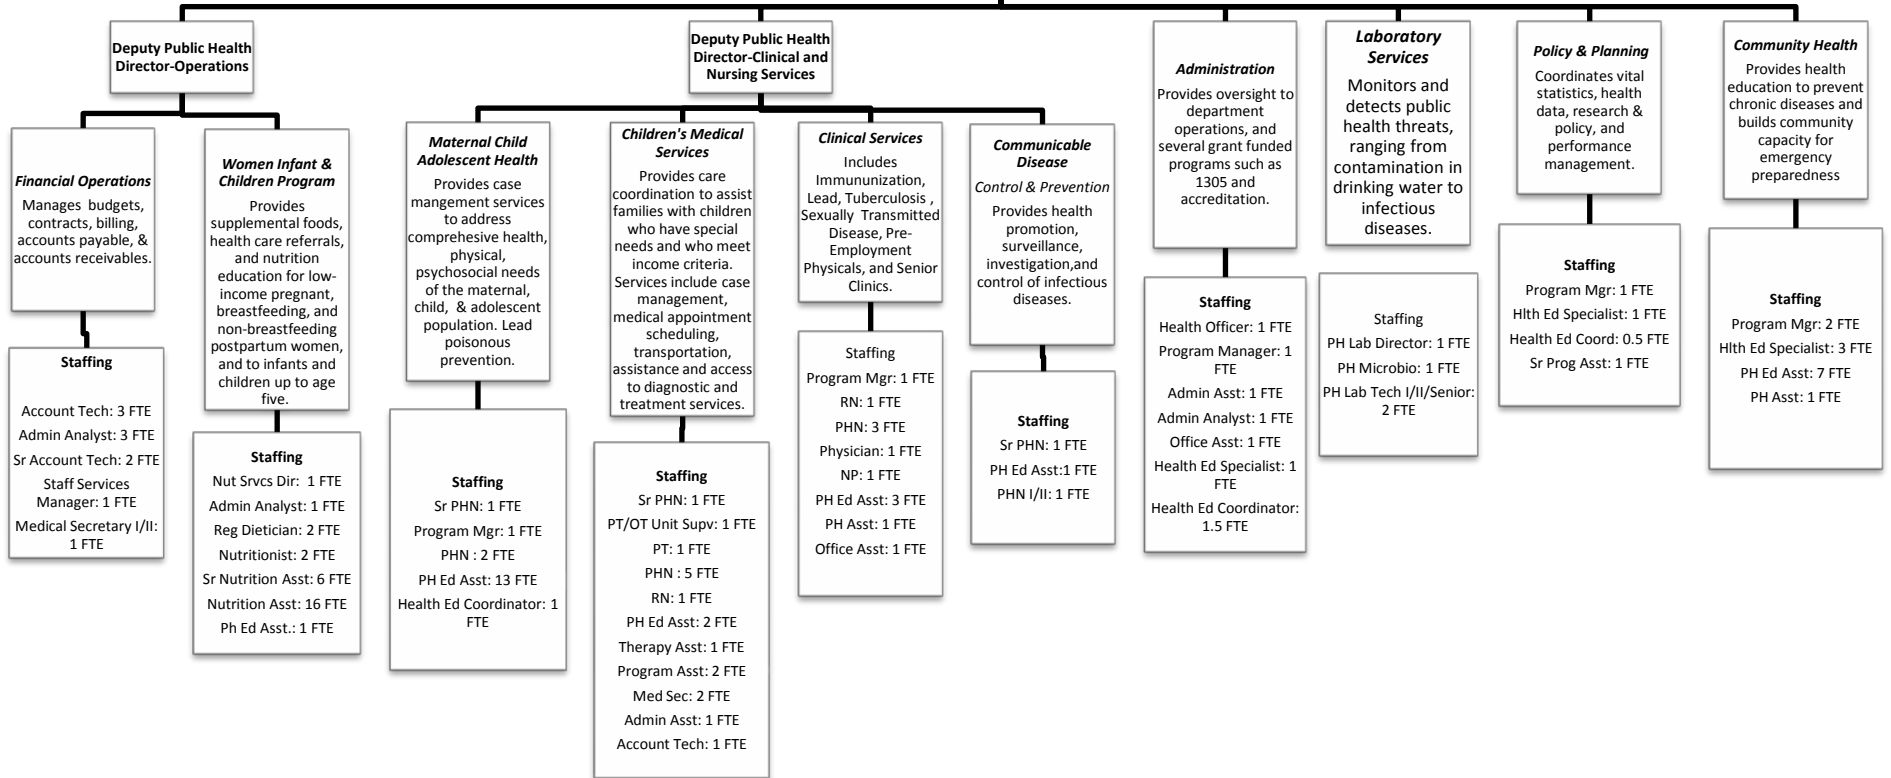 Deputy Public Health
Director-Operations
Deputy Public Health
Director-Clinical and
Nursing Services
Financial Operations
Manages budgets,
contracts, billing,
accounts payable, &
accounts receivables.
Staffing
Account Tech: 3 FTE
Admin Analyst: 3 FTE
Sr Account Tech: 2 FTE
Staff Services
Manager: 1 FTE
Medical Secretary I/II:
1 FTE
Women Infant &
Children Program
Provides
supplemental foods,
health care referrals,
and nutrition
education for low-
income pregnant,
breastfeeding, and
non-breastfeeding
postpartum women,
and to infants and
children up to age
five.
Staffing
Nut Srvcs Dir: 1 FTE
Admin Analyst: 1 FTE
Reg Dietician: 2 FTE
Nutritionist: 2 FTE
Sr Nutrition Asst: 6 FTE
Nutrition Asst: 16 FTE
Ph Ed Asst.: 1 FTE
Maternal Child
Adolescent Health
Provides case
mangement services
to address
comprehesive health,
physical,
psychosocial needs
of the maternal,
child, & adolescent
population. Lead
poisonous
prevention.
Staffing
Sr PHN: 1 FTE
Program Mgr: 1 FTE
PHN : 2 FTE
PH Ed Asst: 13 FTE
Health Ed Coordinator: 1
FTE
Children's Medical
Services
Provides care
coordination to assist
families with children
who have special
needs and who meet
income criteria.
Services include case
management,
medical appointment
scheduling,
transportation,
assistance and access
to diagnostic and
treatment services.
Staffing
Sr PHN: 1 FTE
PT/OT Unit Supv: 1 FTE
PT: 1 FTE
PHN : 5 FTE
RN: 1 FTE
PH Ed Asst: 2 FTE
Therapy Asst: 1 FTE
Program Asst: 2 FTE
Med Sec: 2 FTE
Admin Asst: 1 FTE
Account Tech: 1 FTE
Clinical Services
Includes
Immununization,
Lead, Tuberculosis ,
Sexually Transmitted
Disease, Pre-
Employment
Physicals, and Senior
Clinics.
Staffing
Program Mgr: 1 FTE
RN: 1 FTE
PHN: 3 FTE
Physician: 1 FTE
NP: 1 FTE
PH Ed Asst: 3 FTE
PH Asst: 1 FTE
Office Asst: 1 FTE
Communicable
Disease
Control & Prevention
Provides health
promotion,
surveillance,
investigation,and
control of infectious
diseases.
Staffing
Sr PHN: 1 FTE
PH Ed Asst:1 FTE
PHN I/II: 1 FTE
Administration
Provides oversight to
department
operations, and
several grant funded
programs such as
1305 and
accreditation.
Staffing
Health Officer: 1 FTE
Program Manager: 1
FTE
Admin Asst: 1 FTE
Admin Analyst: 1 FTE
Office Asst: 1 FTE
Health Ed Specialist: 1
FTE
Health Ed Coordinator:
1.5 FTE
Laboratory
Services
Monitors and
detects public
health threats,
ranging from
contamination in
drinking water to
infectious
diseases.
Staffing
PH Lab Director: 1 FTE
PH Microbio: 1 FTE
PH Lab Tech I/II/Senior:
2 FTE
Policy & Planning
Coordinates vital
statistics, health
data, research &
policy, and
performance
management.
Staffing
Program Mgr: 1 FTE
Hlth Ed Specialist: 1 FTE
Health Ed Coord: 0.5 FTE
Sr Prog Asst: 1 FTE
Community Health
Provides health
education to prevent
chronic diseases and
builds community
capacity for
emergency
preparedness
Staffing
Program Mgr: 2 FTE
Hlth Ed Specialist: 3 FTE
PH Ed Asst: 7 FTE
PH Asst: 1 FTE